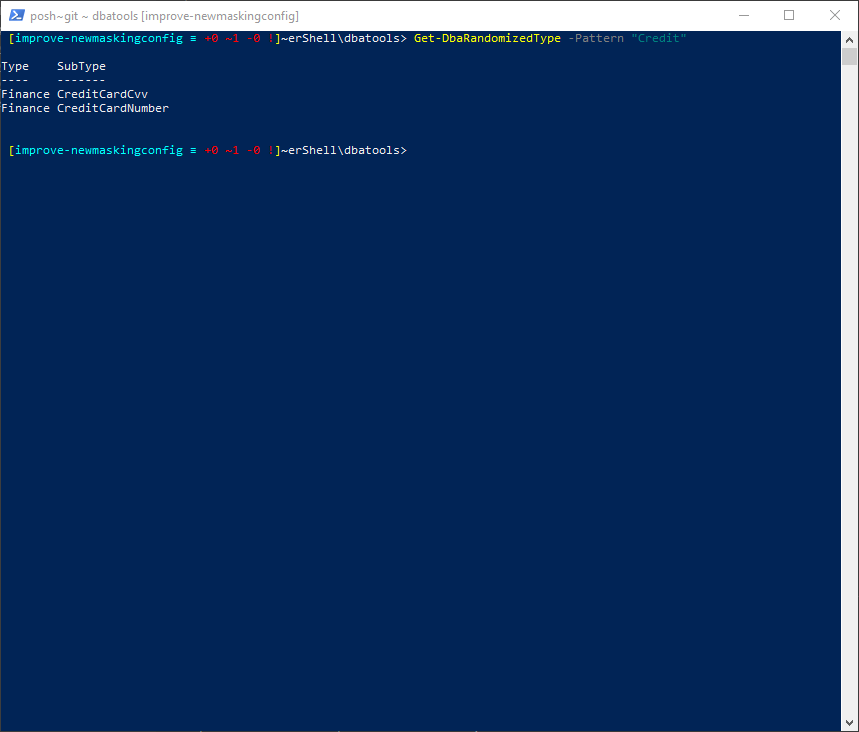 posh~git ~ dbatools [improve-newmaskingconfig]
[improve-newmaskingconfig ≡ +0 ~1 -0 !]~erShell\dbatools> Get-DbaRandomizedType -Pattern "Credit"
Type    SubType
----    -------
Finance CreditCardCvv
Finance CreditCardNumber
[improve-newmaskingconfig ≡ +0 ~1 -0 !]~erShell\dbatools>